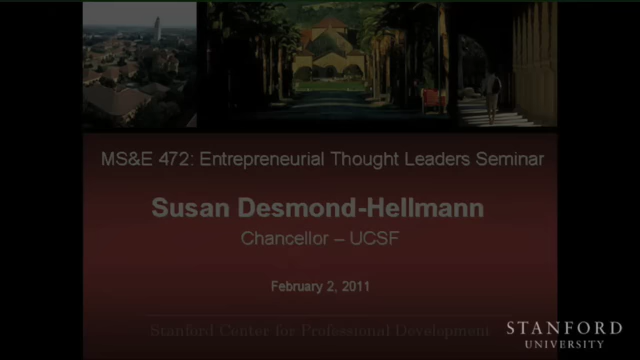 MS&E 472: Entrepreneurial Thought Leaders Seminar
Susan Desmond-Hellmann
Chancellor – UCSF
February 2, 2011
Stanford Center for Professional Development
STANFORD
UNIVERSITY